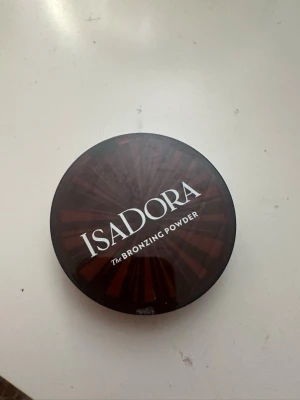 ISADORA
The BRONZING POWDER